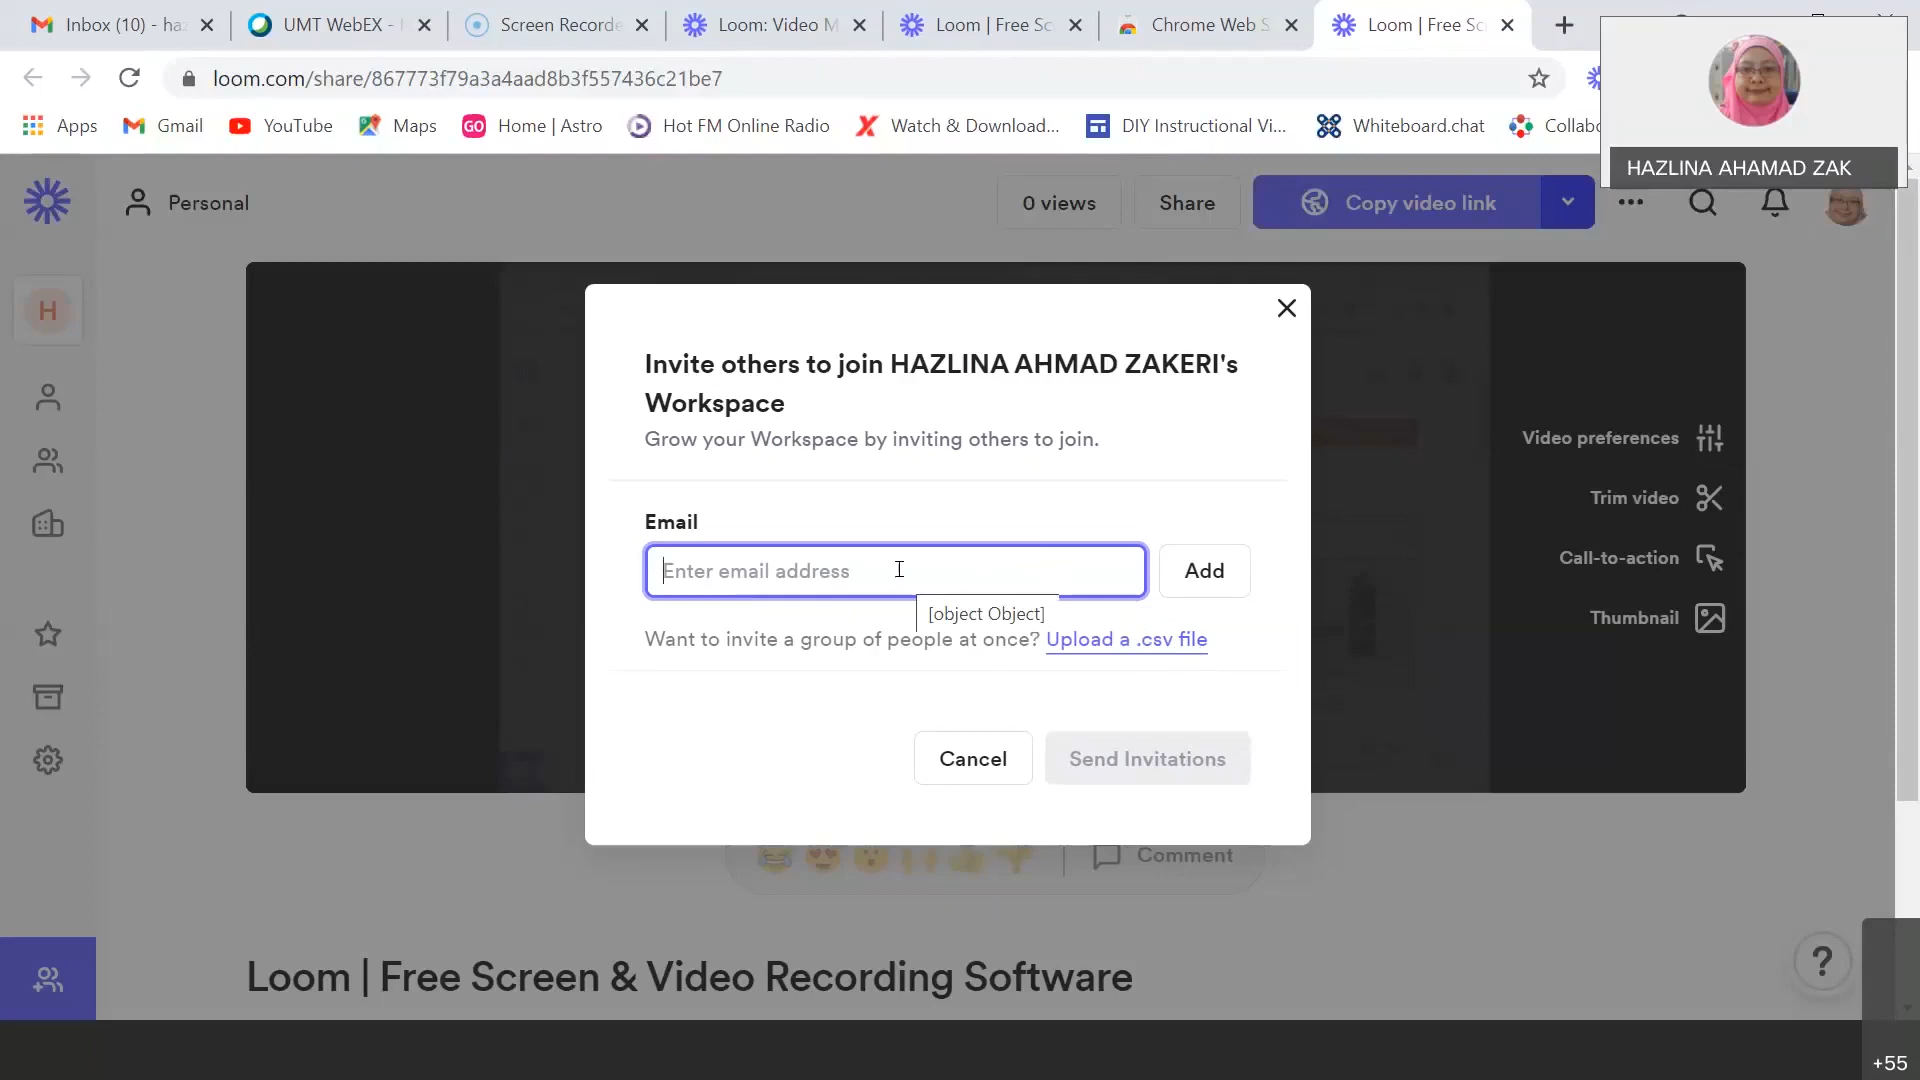 Inbox (10) - haz
UMT WebEX -
Screen Recorde
Loom: Video M
Loom | Free Sc
Chrome Web S
Loom | Free Sc
loom.com/share/867773f79a3a4aad8b3f557436c21be7
Apps
Gmail
YouTube
Maps
GO
Home | Astro
Hot FM Online Radio
Watch & Download...
DIY Instructional Vi...
Whiteboard.chat
Collabo
HAZLINA AHAMAD ZAK
Personal
0 views
Share
Copy video link
H
Invite others to join HAZLINA AHMAD ZAKERI's
Workspace
Grow your Workspace by inviting others to join.
Video preferences
Trim video
Call-to-action
Thumbnail
Email
Enter email address
Add
[object Object]
Want to invite a group of people at once? Upload a .csv file
Cancel
Send Invitations
Comment
Loom | Free Screen & Video Recording Software
?
+55